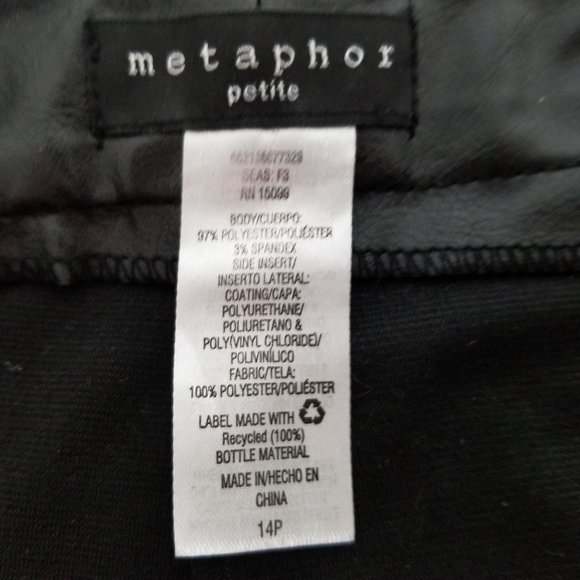 metaphor
petite
SEAS: F3
RN 15099
BODY/CUERPO:
97% POLYESTER/POLIÉSTER
3% SPANDEX
SIDE INSERT/
INSERTO LATERAL:
COATING/CAPA:
POLYURETHANE/
POLIURETANO &
POLY(VINYL CHLORIDE)/
POLIVINÍLICO
FABRIC/TELA:
100% POLYESTER/POLIÉSTER
LABEL MADE WITH
Recycled (100%)
BOTTLE MATERIAL
MADE IN/HECHO EN
CHINA
14P